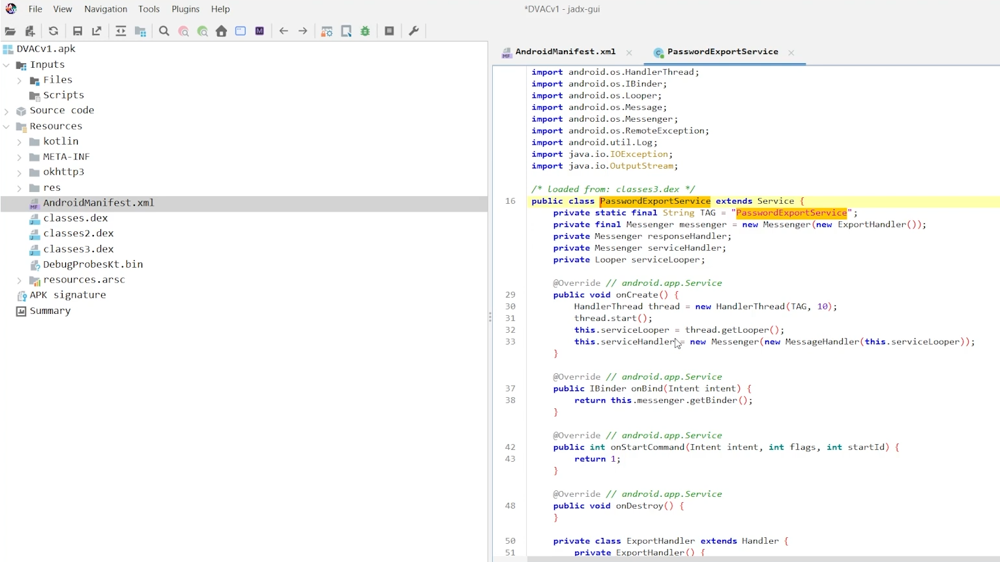 File View Navigation Tools Plugins Help
*DVACv1 - jadx-gui
DVACv1.apk
Inputs
Files
Scripts
Source code
Resources
kotlin
META-INF
okhttp3
res
AndroidManifest.xml
classes.dex
classes2.dex
classes3.dex
DebugProbesKt.bin
resources.arsc
APK signature
Summary
AndroidManifest.xml
PasswordExportService
import android.os.HandlerThread;
import android.os.IBinder;
import android.os.Looper;
import android.os.Message;
import android.os.Messenger;
import android.os.RemoteException;
import android.util.Log;
import java.io.IOException;
import java.io.OutputStream;
/* loaded from: classes3.dex */
16 public class PasswordExportService extends Service {
private static final String TAG = "PasswordExportService";
private final Messenger messenger = new Messenger(new ExportHandler());
private Messenger responseHandler;
private Messenger serviceHandler;
private Looper serviceLooper;
@Override // android.app.Service
29 public void onCreate() {
30 HandlerThread thread = new HandlerThread(TAG, 10);
31 thread.start();
32 this.serviceLooper = thread.getLooper();
33 this.serviceHandler = new Messenger(new MessageHandler(this.serviceLooper));
}
@Override // android.app.Service
37 public IBinder onBind(Intent intent) {
38 return this.messenger.getBinder();
}
@Override // android.app.Service
42 public int onStartCommand(Intent intent, int flags, int startId) {
43 return 1;
}
@Override // android.app.Service
48 public void onDestroy() {
}
50 private class ExportHandler extends Handler {
51 private ExportHandler() {